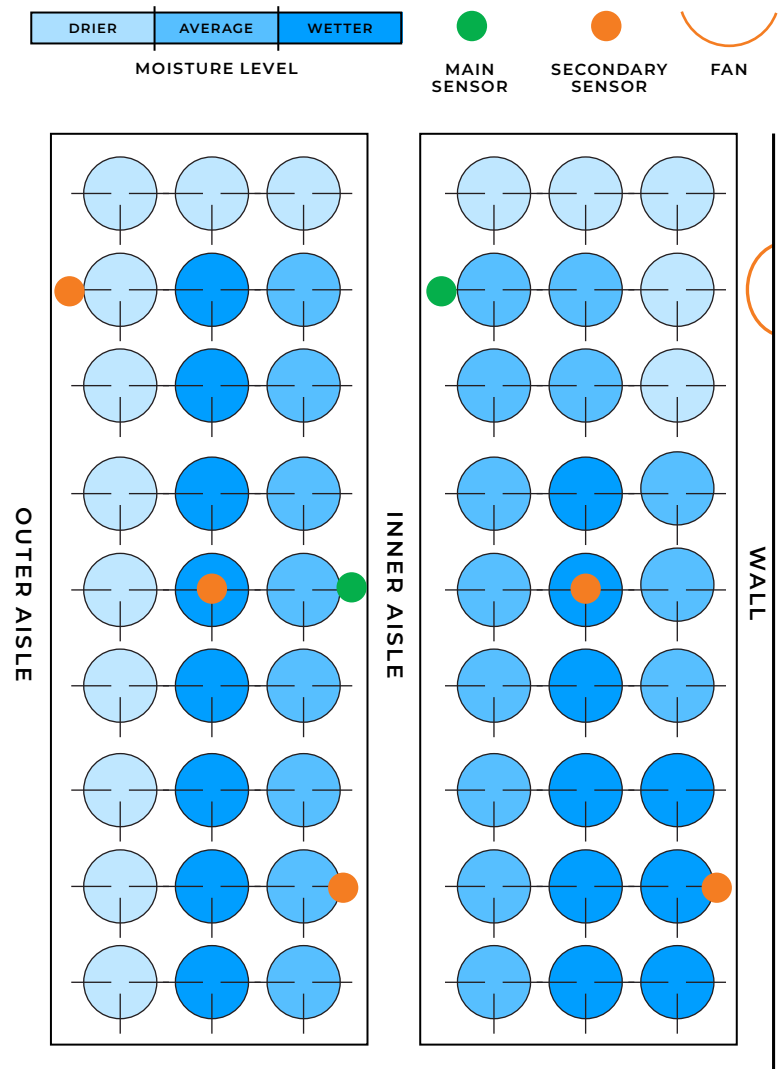 DRIER AVERAGE WETTER
MOISTURE LEVEL
MAIN
SENSOR
SECONDARY
SENSOR
FAN
OUTER AISLE
INNER AISLE
WALL